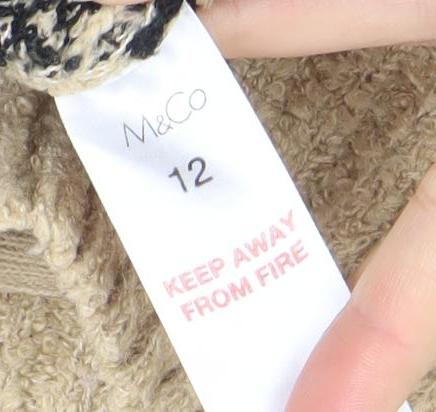 M&Co
12
KEEP AWAY
FROM FIRE